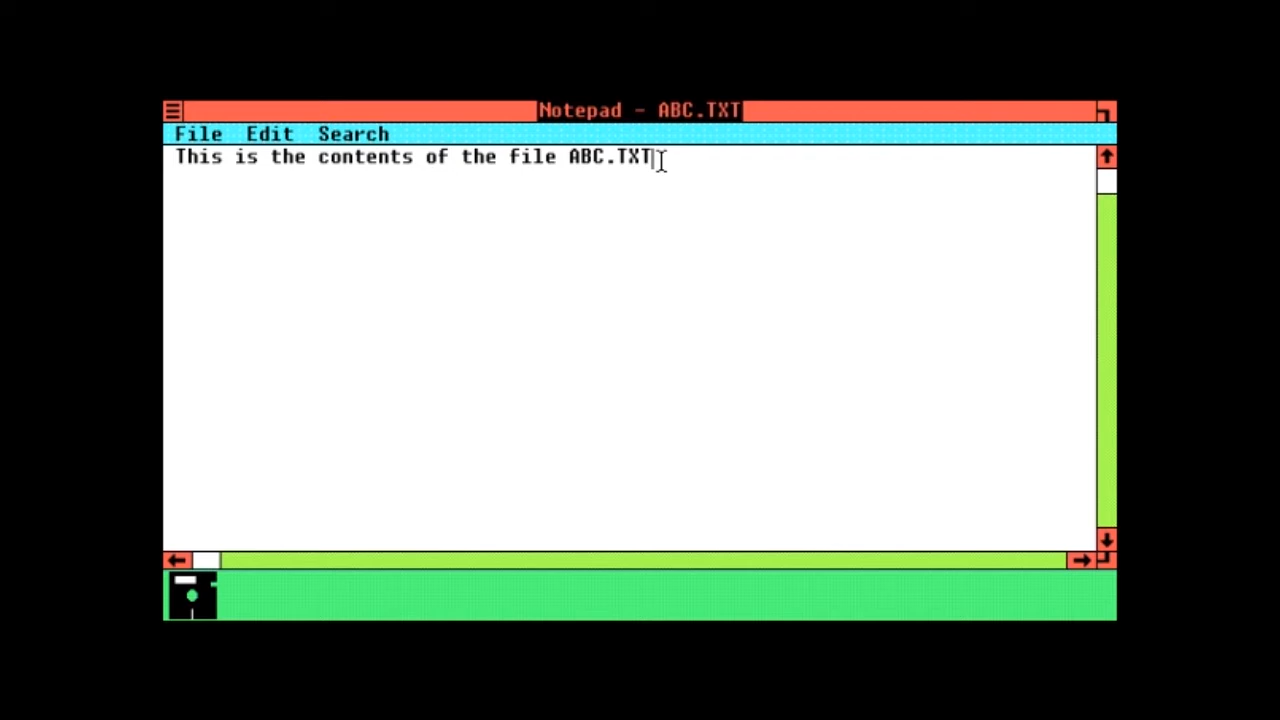 Notepad - ABC.TXT
File Edit Search
This is the contents of the file ABC.TXT